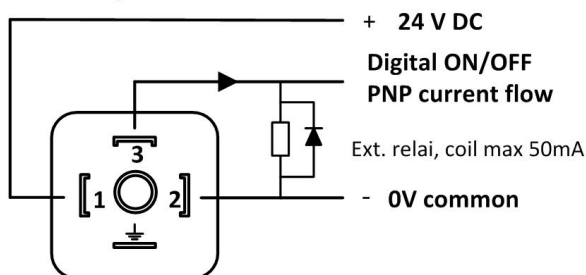 + 24 V DC
Digital ON/OFF
PNP current flow
3
Ext. relai, coil max 50mA
1
2
- 0V common